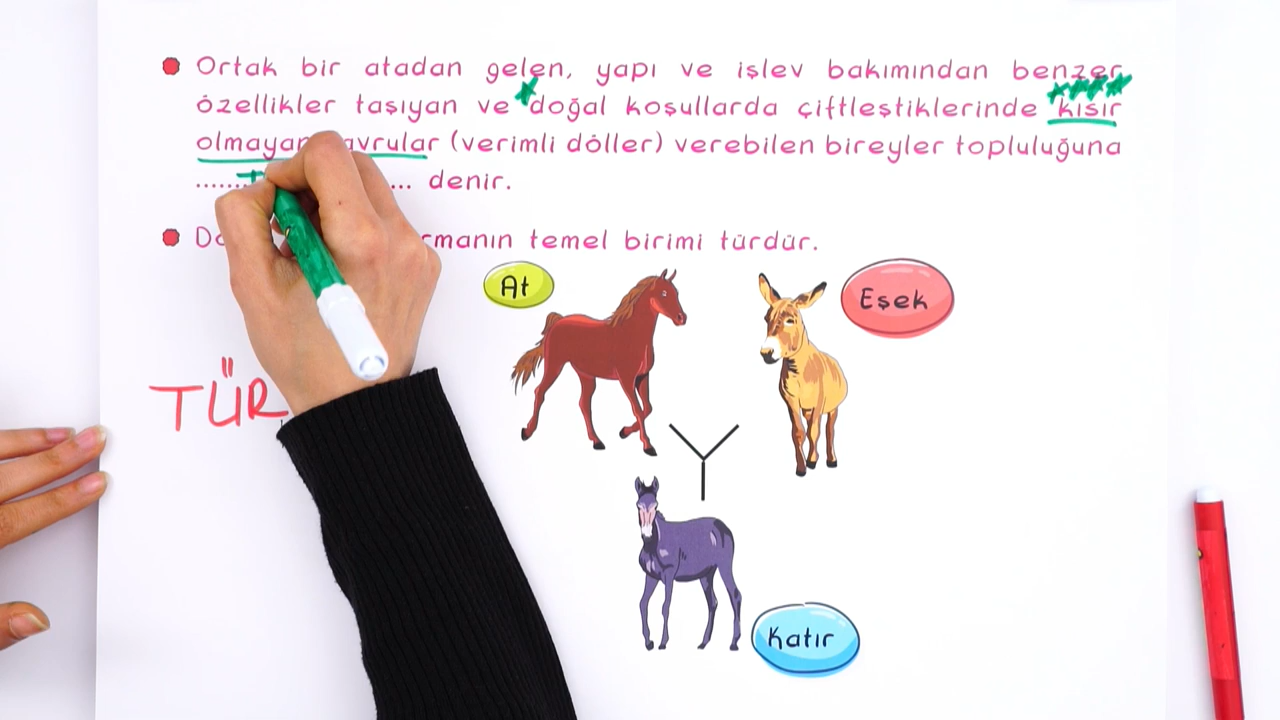 Ortak bir atadan gelen, yapı ve işlev bakımından benzer
özellikler taşıyan ve doğal koşullarda çiftleştiklerinde kısır
olmayan yavrular (verimli döller) verebilen bireyler topluluğuna
........ T ... denir.
temel birimi türdür.
At
Eşek
TÜR
Katır